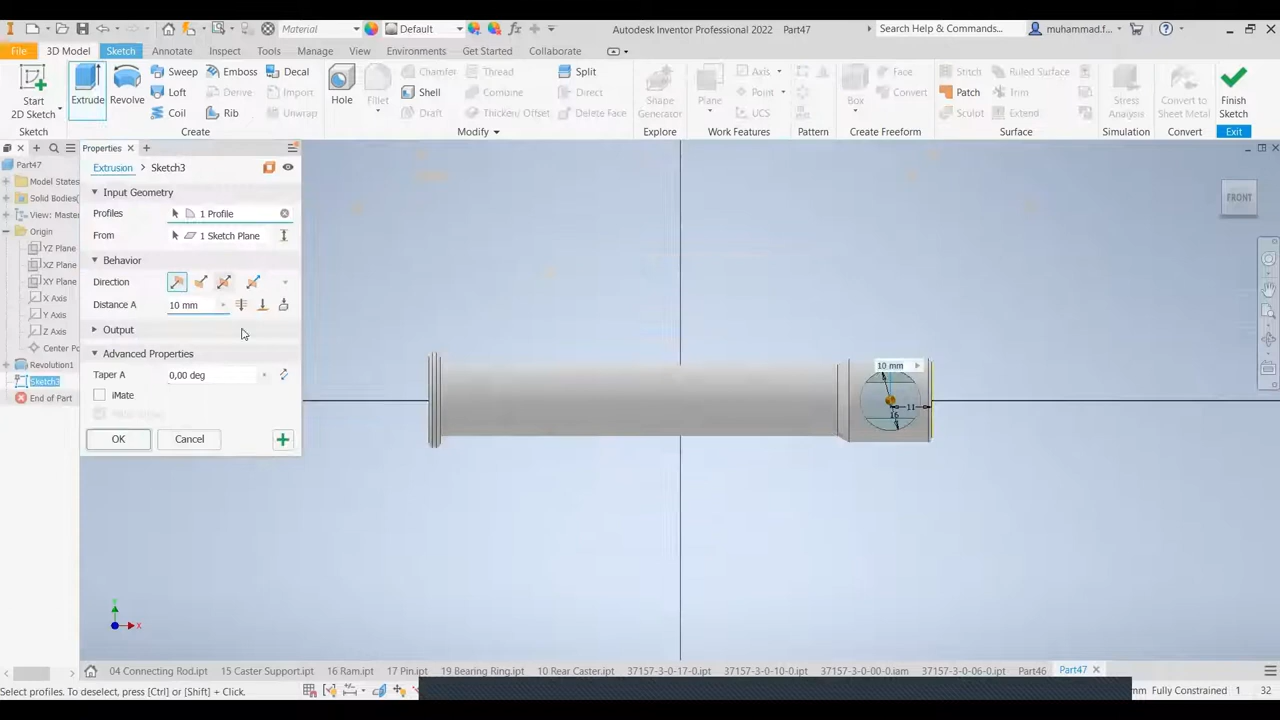 Material
Default
Autodesk Inventor Professional 2022
Part47
Search Help & Commands...
muhammad.f...
File
3D Model
Sketch
Annotate
Inspect
Tools
Manage
View
Environments
Get Started
Collaborate
Start
2D Sketch
Extrude
Revolve
Sweep
Emboss
Decal
Loft
Derive
Import
Coil
Rib
Hole
Fillet
Chamfer
Thread
Split
Shell
Combine
Direct
Draft
Thicken/ Offset
Delete Face
Shape
Generator
Plane
Axis
Point
UCS
Box
Face
Convert
Stitch
Ruled Surface
Patch
Trim
Sculpt
Extend
Stress
Analysis
Convert to
Sheet Metal
Finish
Sketch
Sketch
Create
Modify
Explore
Work Features
Pattern
Create Freeform
Surface
Simulation
Convert
Exit
Properties
Extrusion
Sketch3
Input Geometry
Profiles
1 Profile
From
1 Sketch Plane
Behavior
Direction
Distance A
10 mm
Output
Advanced Properties
Taper A
0,00 deg
iMate
OK
Cancel
Part47
Model States
Solid Bodies(
View: Master
Origin
YZ Plane
XZ Plane
XY Plane
X Axis
Y Axis
Z Axis
Center Po
Revolution1
Sketch3
End of Part
FRONT
10 mm
11
16
Y
X
04 Connecting Rod.ipt
15 Caster Support.ipt
16 Ram.ipt
17 Pin.ipt
19 Bearing Ring.ipt
10 Rear Caster.ipt
37157-3-0-17-0.ipt
37157-3-0-10-0.ipt
37157-3-0-00-0.iam
37157-3-0-06-0.ipt
Part46
Part47
Select profiles. To deselect, press [Ctrl] or [Shift] + Click.
mm
Fully Constrained
1
32